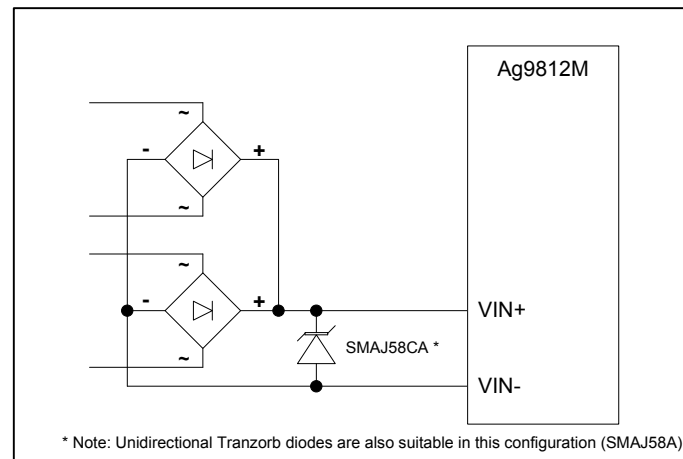 Ag9812M
~
- +
~
~
- +
VIN+
SMAJ58CA *
~
VIN-
* Note: Unidirectional Tranzorb diodes are also suitable in this configuration (SMAJ58A)